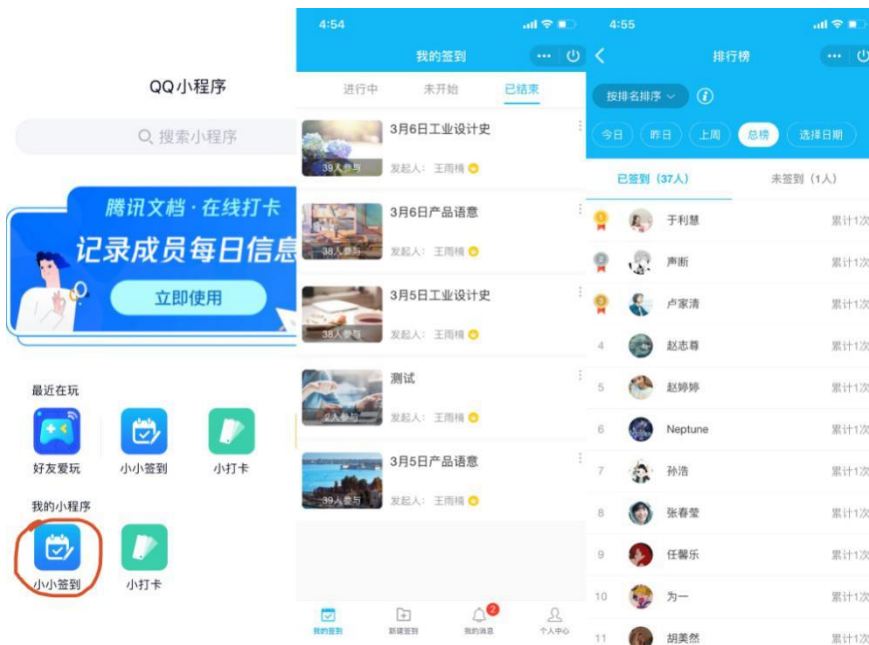 QQ小程序
搜索小程序
腾讯文档·在线打卡
记录成员每日信息
立即使用
最近在玩
好友爱玩
小小签到
小打卡
我的小程序
小小签到
小打卡
4:54
我的签到
进行中
未开始
已结束
3月6日工业设计史
39人参与
发起人：王雨楠
3月6日产品语意
38人参与
发起人：王雨楠
3月5日工业设计史
38人参与
发起人：王雨楠
测试
2人参与
发起人：王雨楠
3月5日产品语意
39人参与
发起人：王雨楠
我的签到
新建签到
2
我的消息
个人中心
4:55
排行榜
按排名排序
今日
昨日
上周
总榜
选择日期
已签到（37人）
未签到（1人）
1 于利慧 累计1次
2 声断 累计1次
3 卢家清 累计1次
4 赵志尊 累计1次
5 赵婷婷 累计1次
6 Neptune 累计1次
7 孙浩 累计1次
8 张春莹 累计1次
9 任馨乐 累计1次
10 为一 累计1次
11 胡美然 累计1次